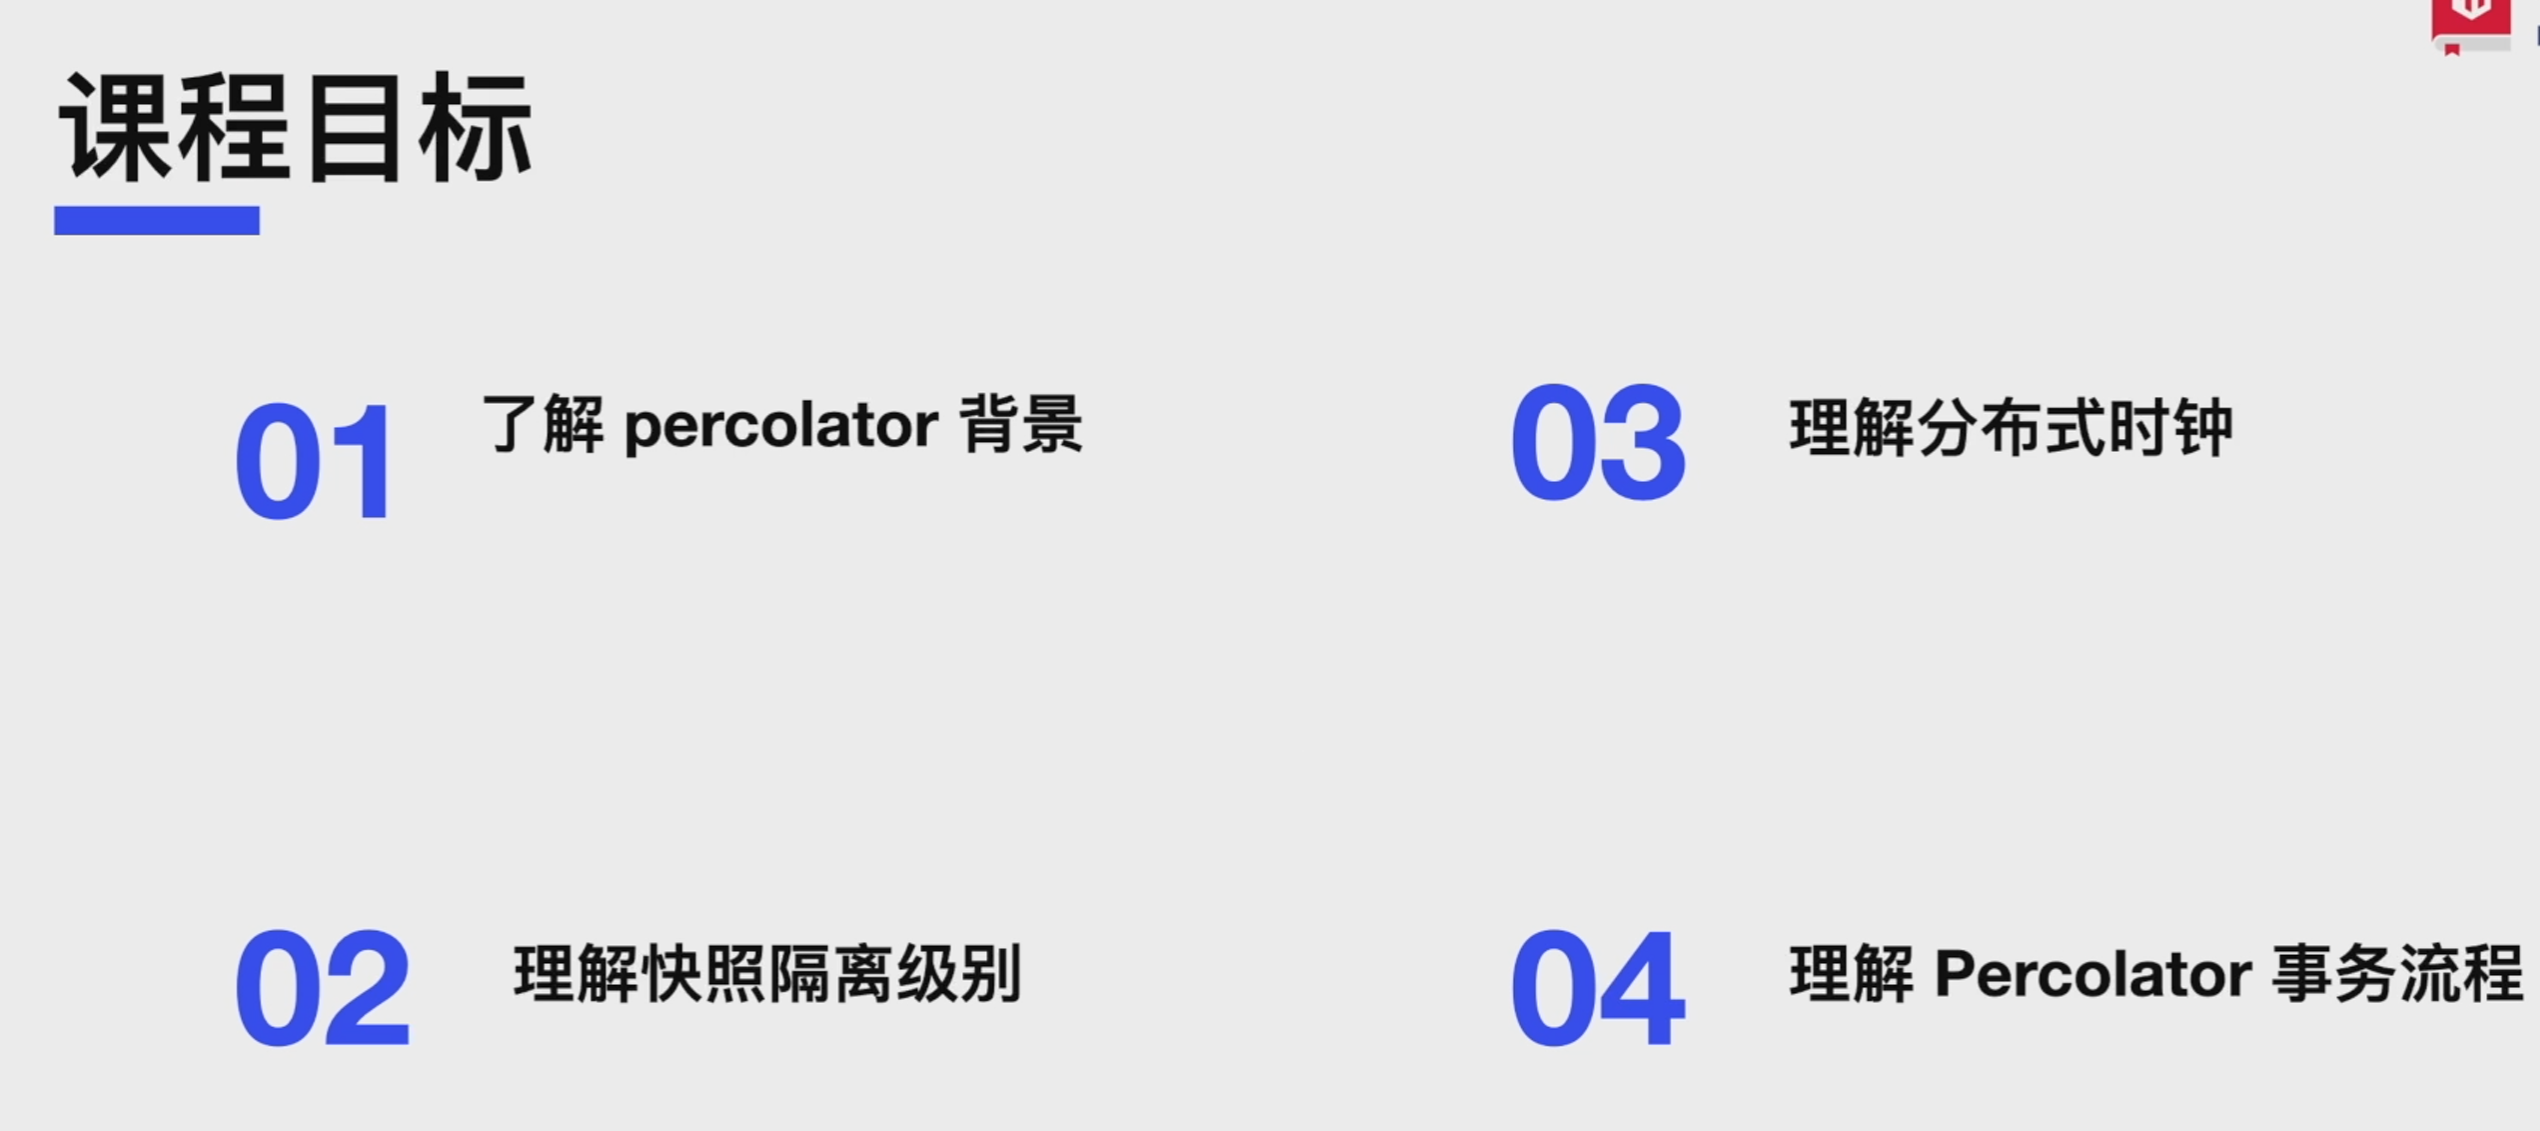 课程目标
01
了解 percolator 背景
02
理解快照隔离级别
03
理解分布式时钟
04
理解 Percolator 事务流程